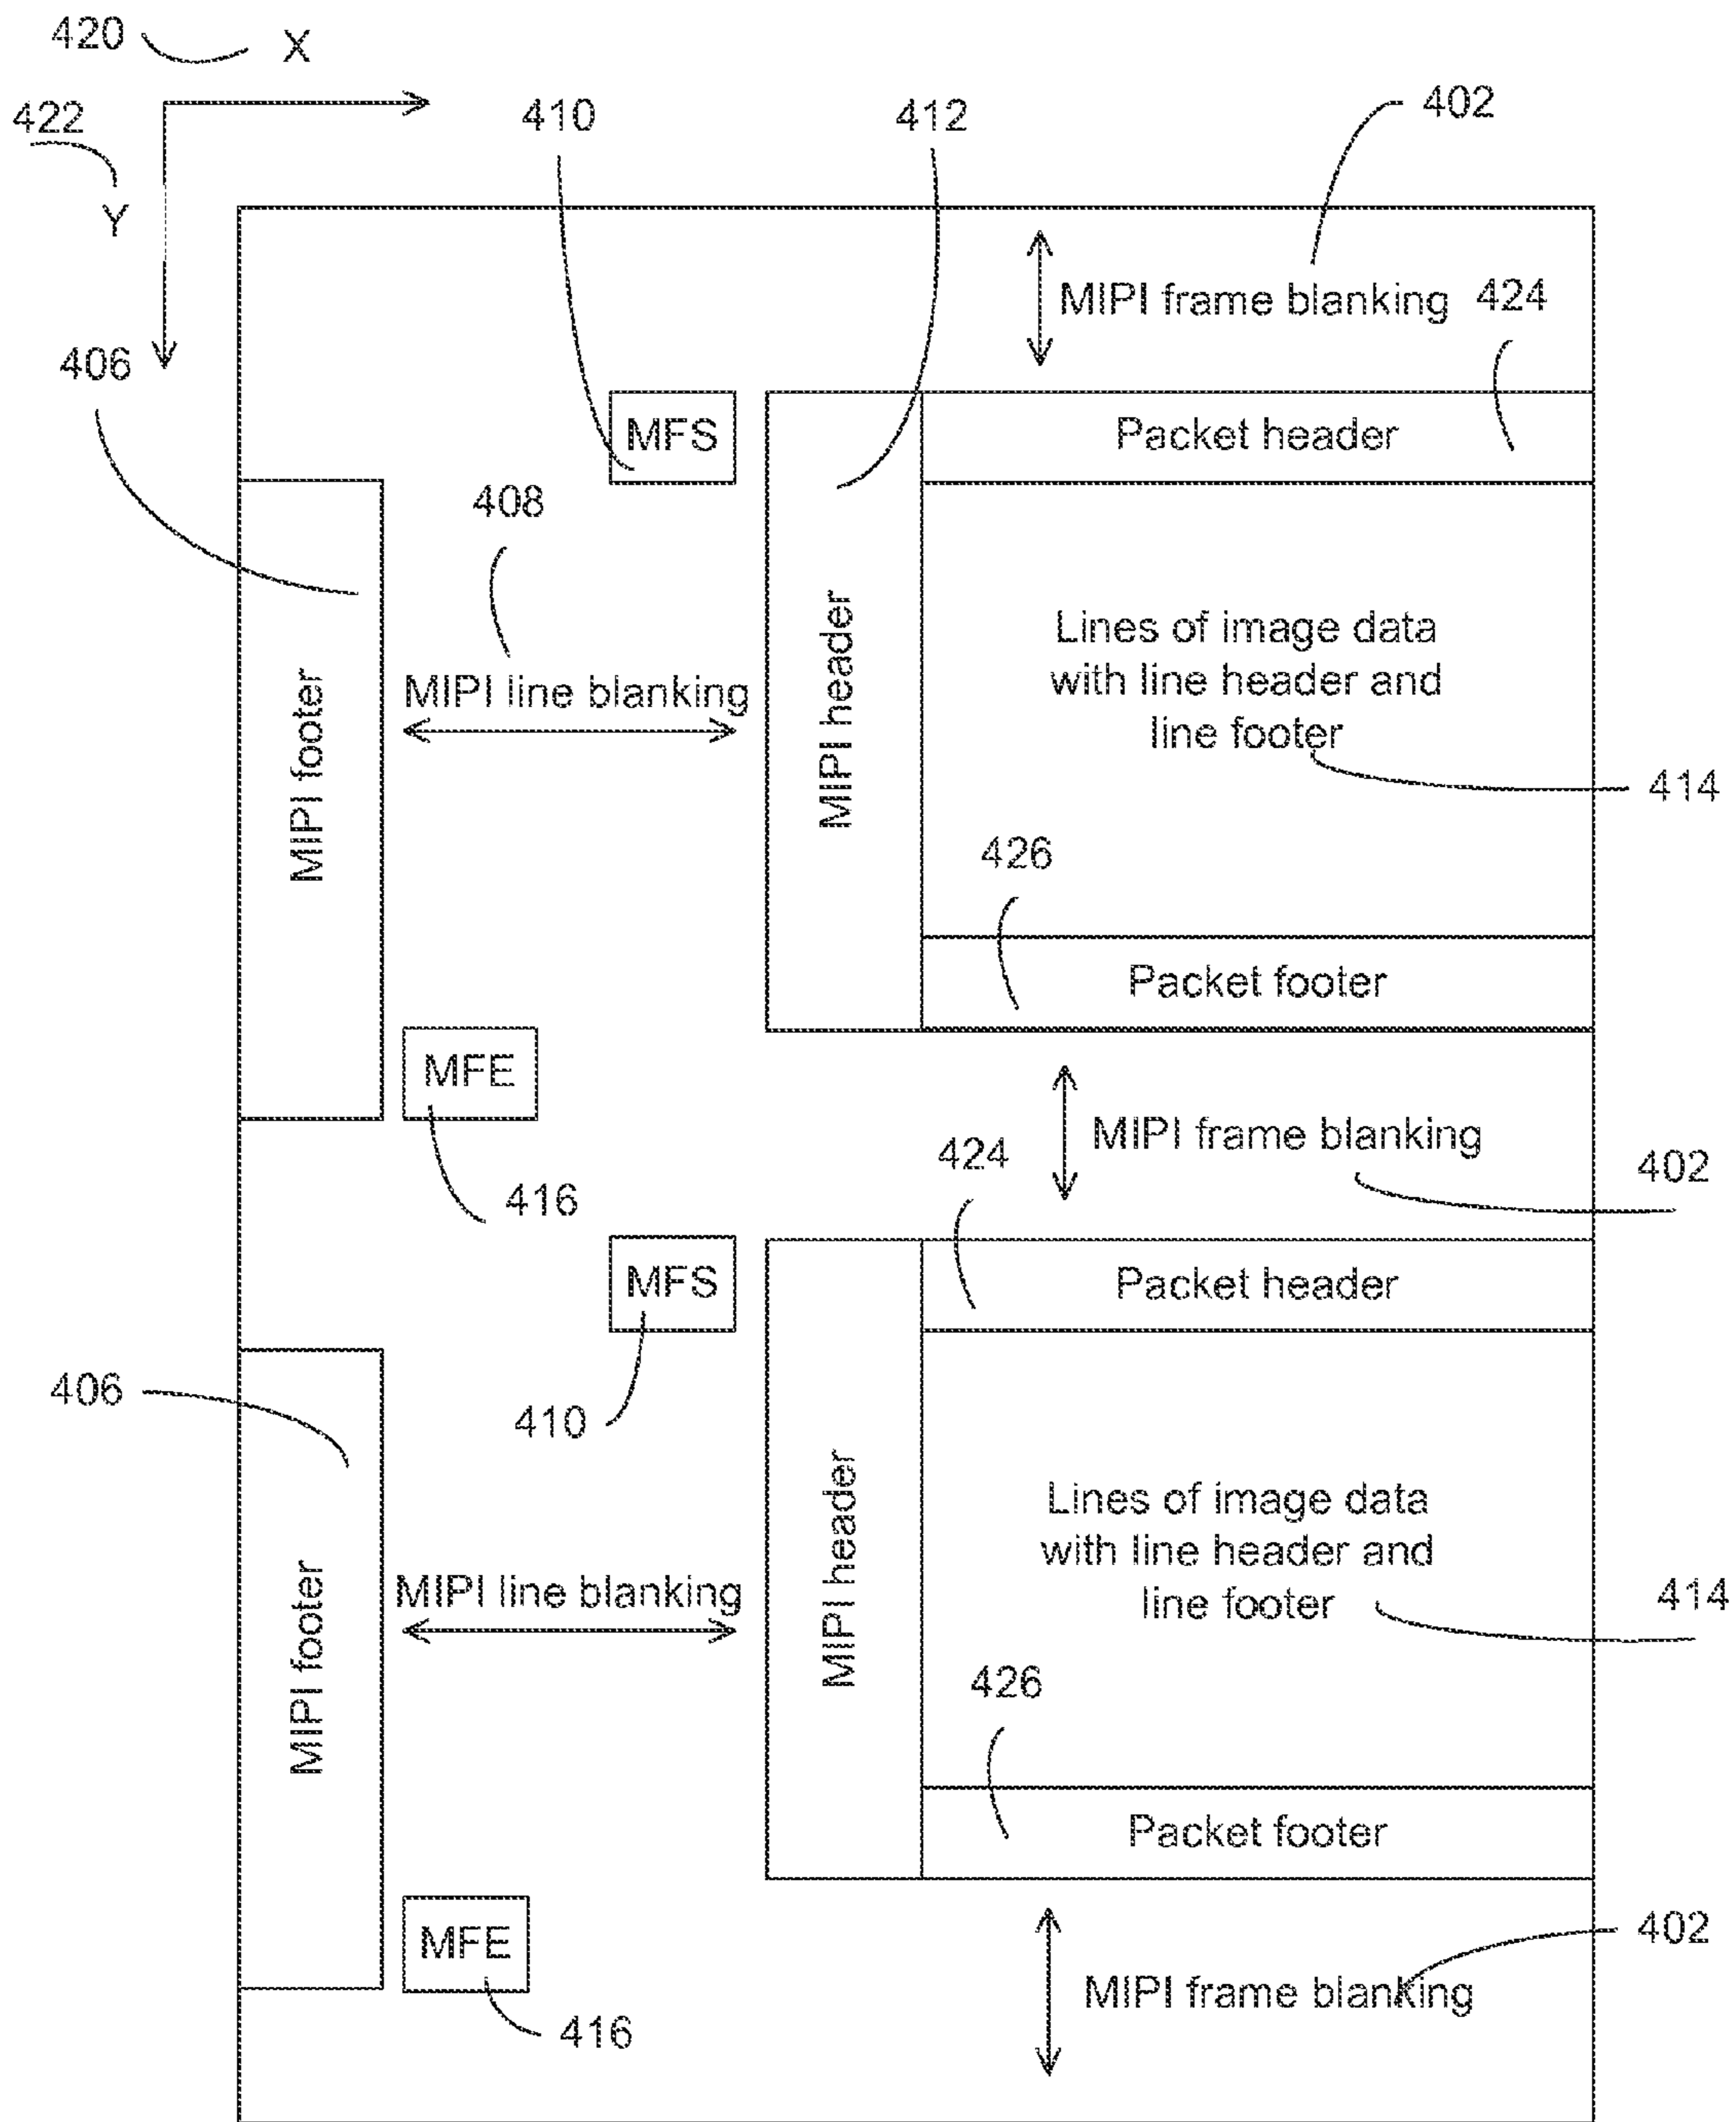 420
X
422
Y
410
412
402
MIPI frame blanking
424
406
MFS
Packet header
408
MIPI footer
MIPI line blanking
MIPI header
Lines of image data
with line header and
line footer
414
426
Packet footer
MFE
416
MIPI frame blanking
402
424
MFS
Packet header
410
406
MIPI footer
MIPI line blanking
MIPI header
Lines of image data
with line header and
line footer
414
426
Packet footer
MFE
416
MIPI frame blanking
402